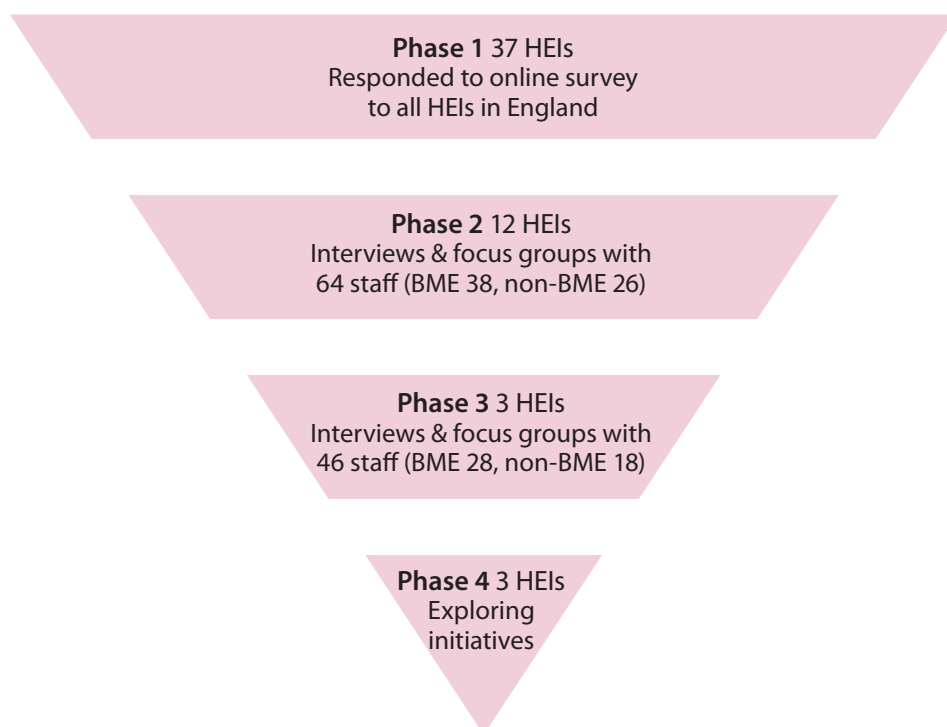 Phase 1 37 HEIs
Responded to online survey
to all HEIs in England
Phase 2 12 HEIs
Interviews & focus groups with
64 staff (BME 38, non-BME 26)
Phase 3 3 HEIs
Interviews & focus groups with
46 staff (BME 28, non-BME 18)
Phase 4 3 HEIs
Exploring
initiatives